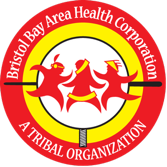 Bristol Bay Area Health Corporation
A TRIBAL ORGANIZATION